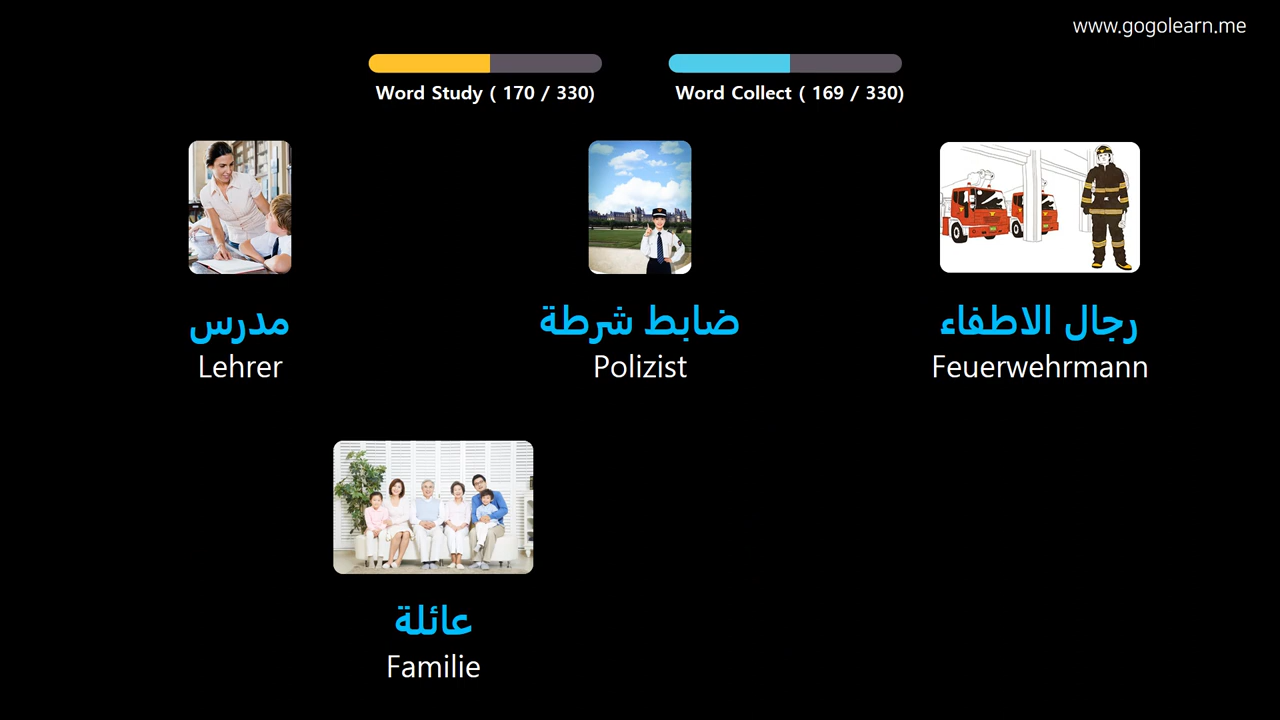 www.gogolearn.me
Word Study ( 170 / 330)
Word Collect ( 169 / 330)
مدرس
Lehrer
ضابط شرطة
Polizist
رجال الاطفاء
Feuerwehrmann
عائلة
Familie